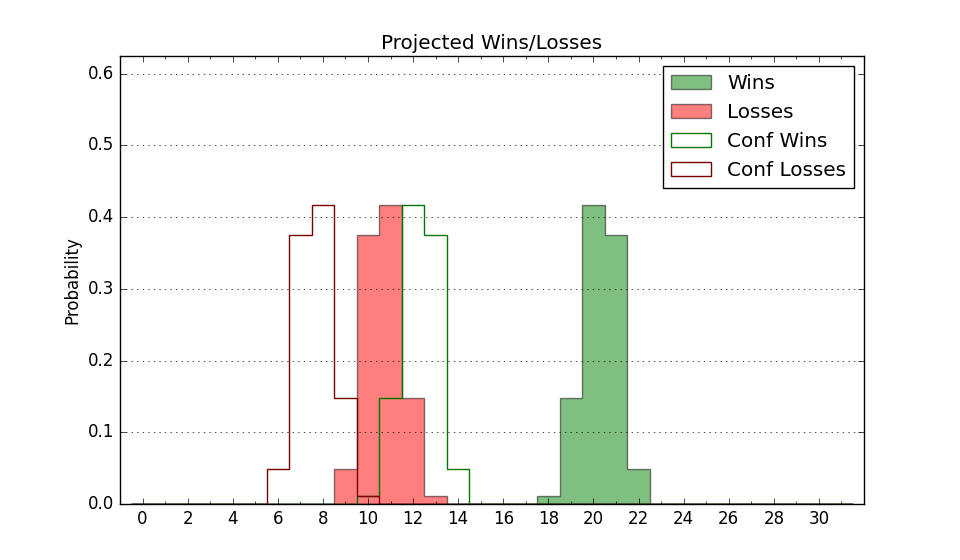 Projected Wins/Losses
0.6
0.5
0.4
0.3
0.2
0.1
0.0
Probability
Wins
Losses
Conf Wins
Conf Losses
0 2 4 6 8 10 12 14 16 18 20 22 24 26 28 30